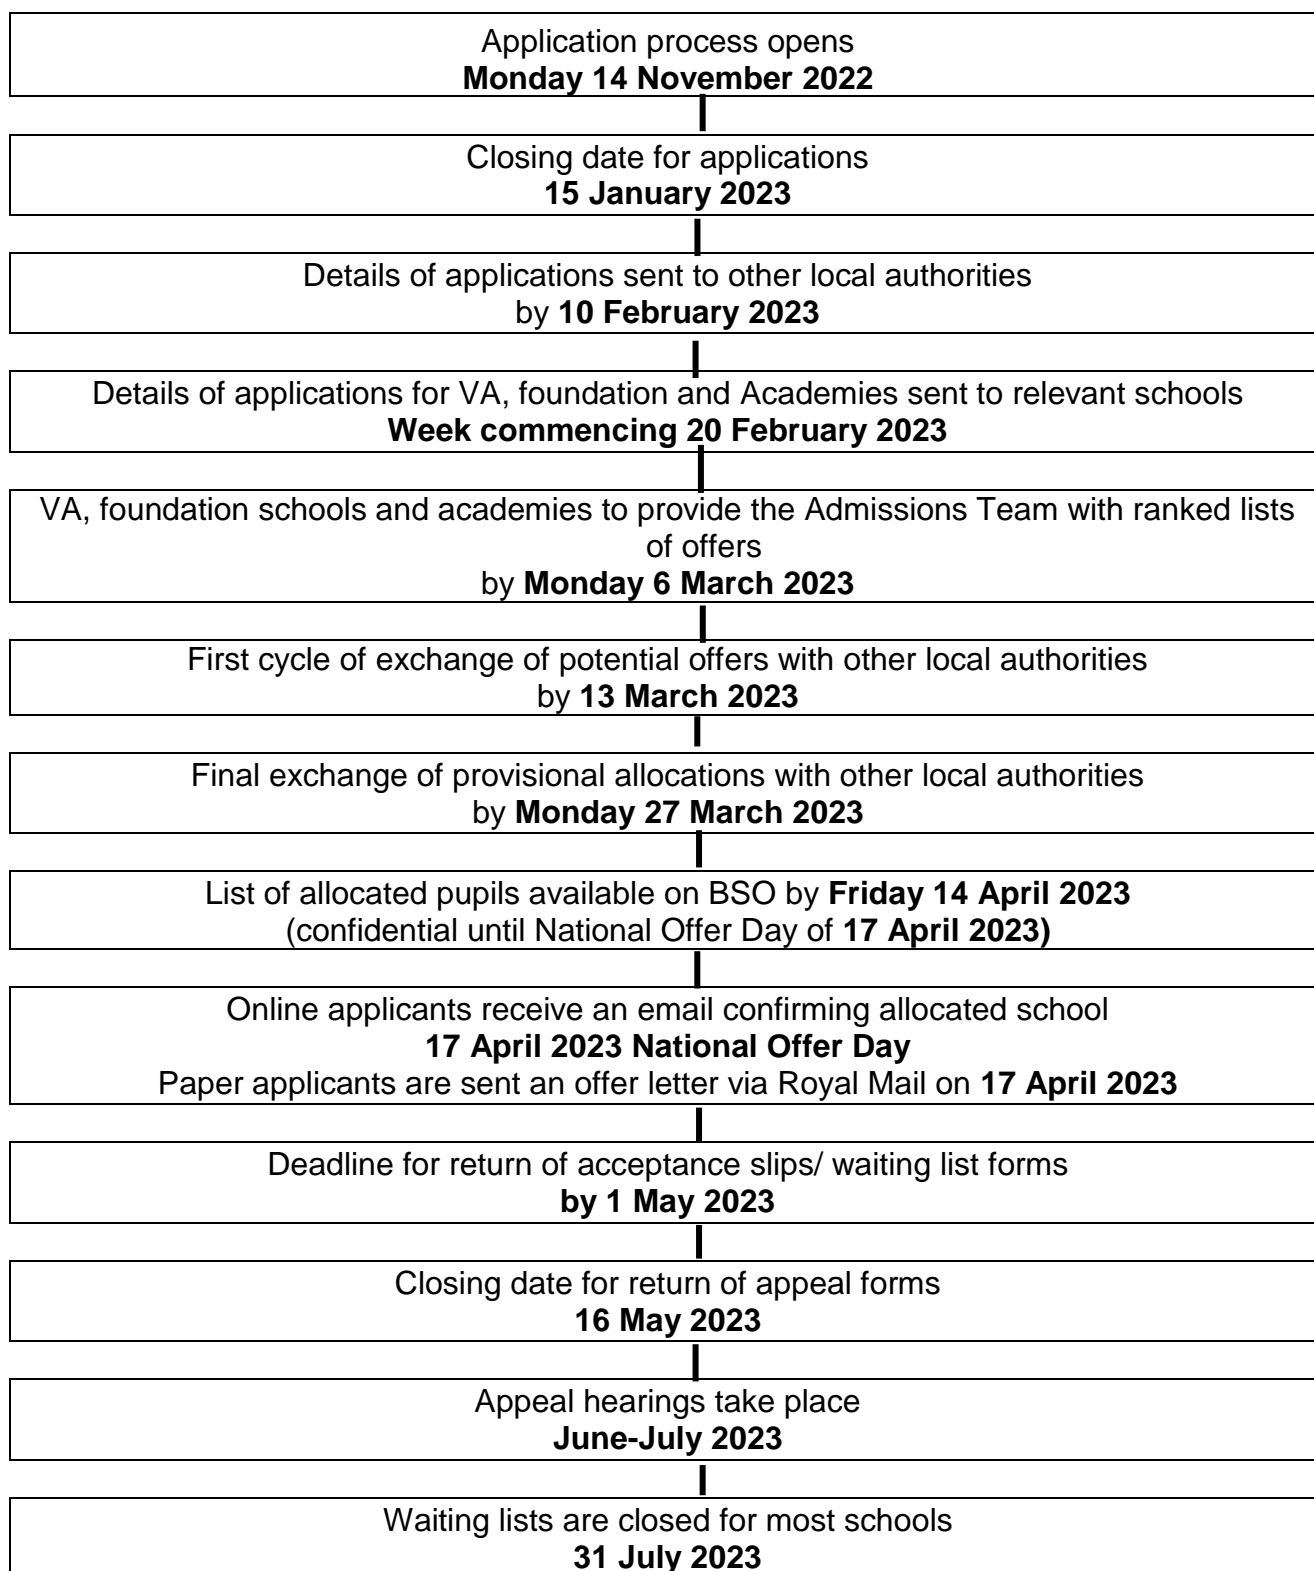 Application process opens
Monday 14 November 2022
Closing date for applications
15 January 2023
Details of applications sent to other local authorities
by 10 February 2023
Details of applications for VA, foundation and Academies sent to relevant schools
Week commencing 20 February 2023
VA, foundation schools and academies to provide the Admissions Team with ranked lists
of offers
by Monday 6 March 2023
First cycle of exchange of potential offers with other local authorities
by 13 March 2023
Final exchange of provisional allocations with other local authorities
by Monday 27 March 2023
List of allocated pupils available on BSO by Friday 14 April 2023
(confidential until National Offer Day of 17 April 2023)
Online applicants receive an email confirming allocated school
17 April 2023 National Offer Day
Paper applicants are sent an offer letter via Royal Mail on 17 April 2023
Deadline for return of acceptance slips/ waiting list forms
by 1 May 2023
Closing date for return of appeal forms
16 May 2023
Appeal hearings take place
June-July 2023
Waiting lists are closed for most schools
31 July 2023